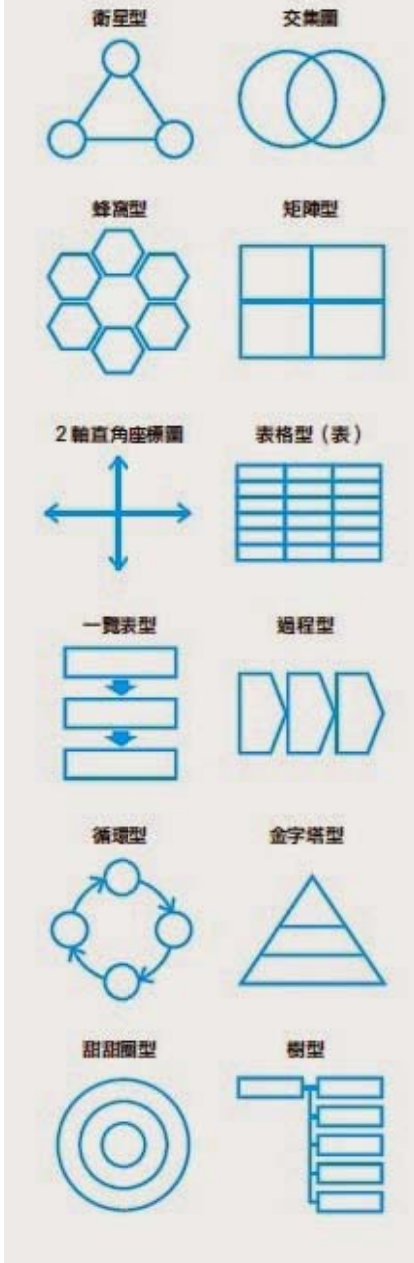 衛星型
交集圖
蜂窩型
矩陣型
2 軸直角座標圖
表格型（表）
一覽表型
過程型
循環型
金字塔型
甜甜圈型
樹型